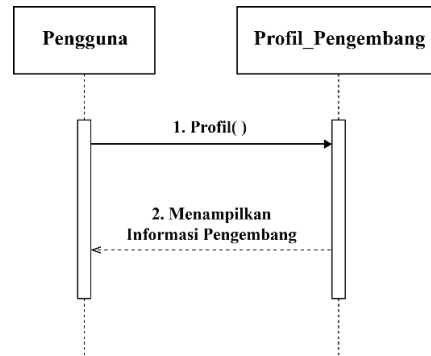 Pengguna
Profil_Pengembang
1. Profil( )
2. Menampilkan
Informasi Pengembang